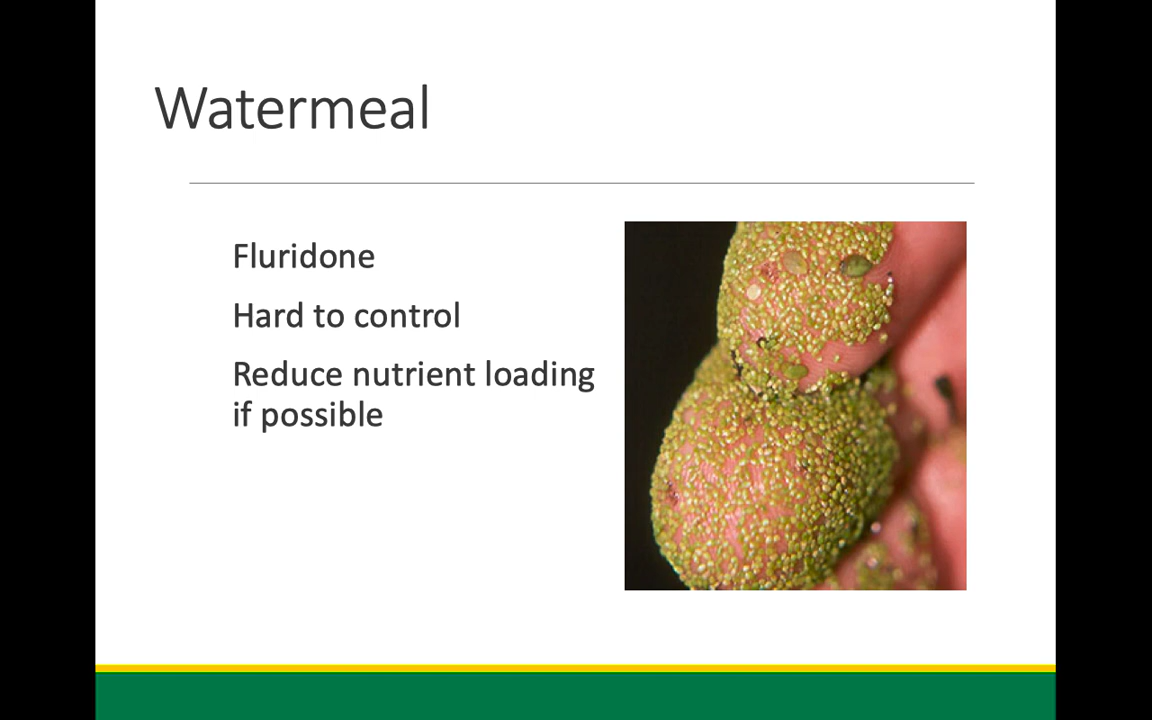 Watermeal
Fluridone
Hard to control
Reduce nutrient loading
if possible